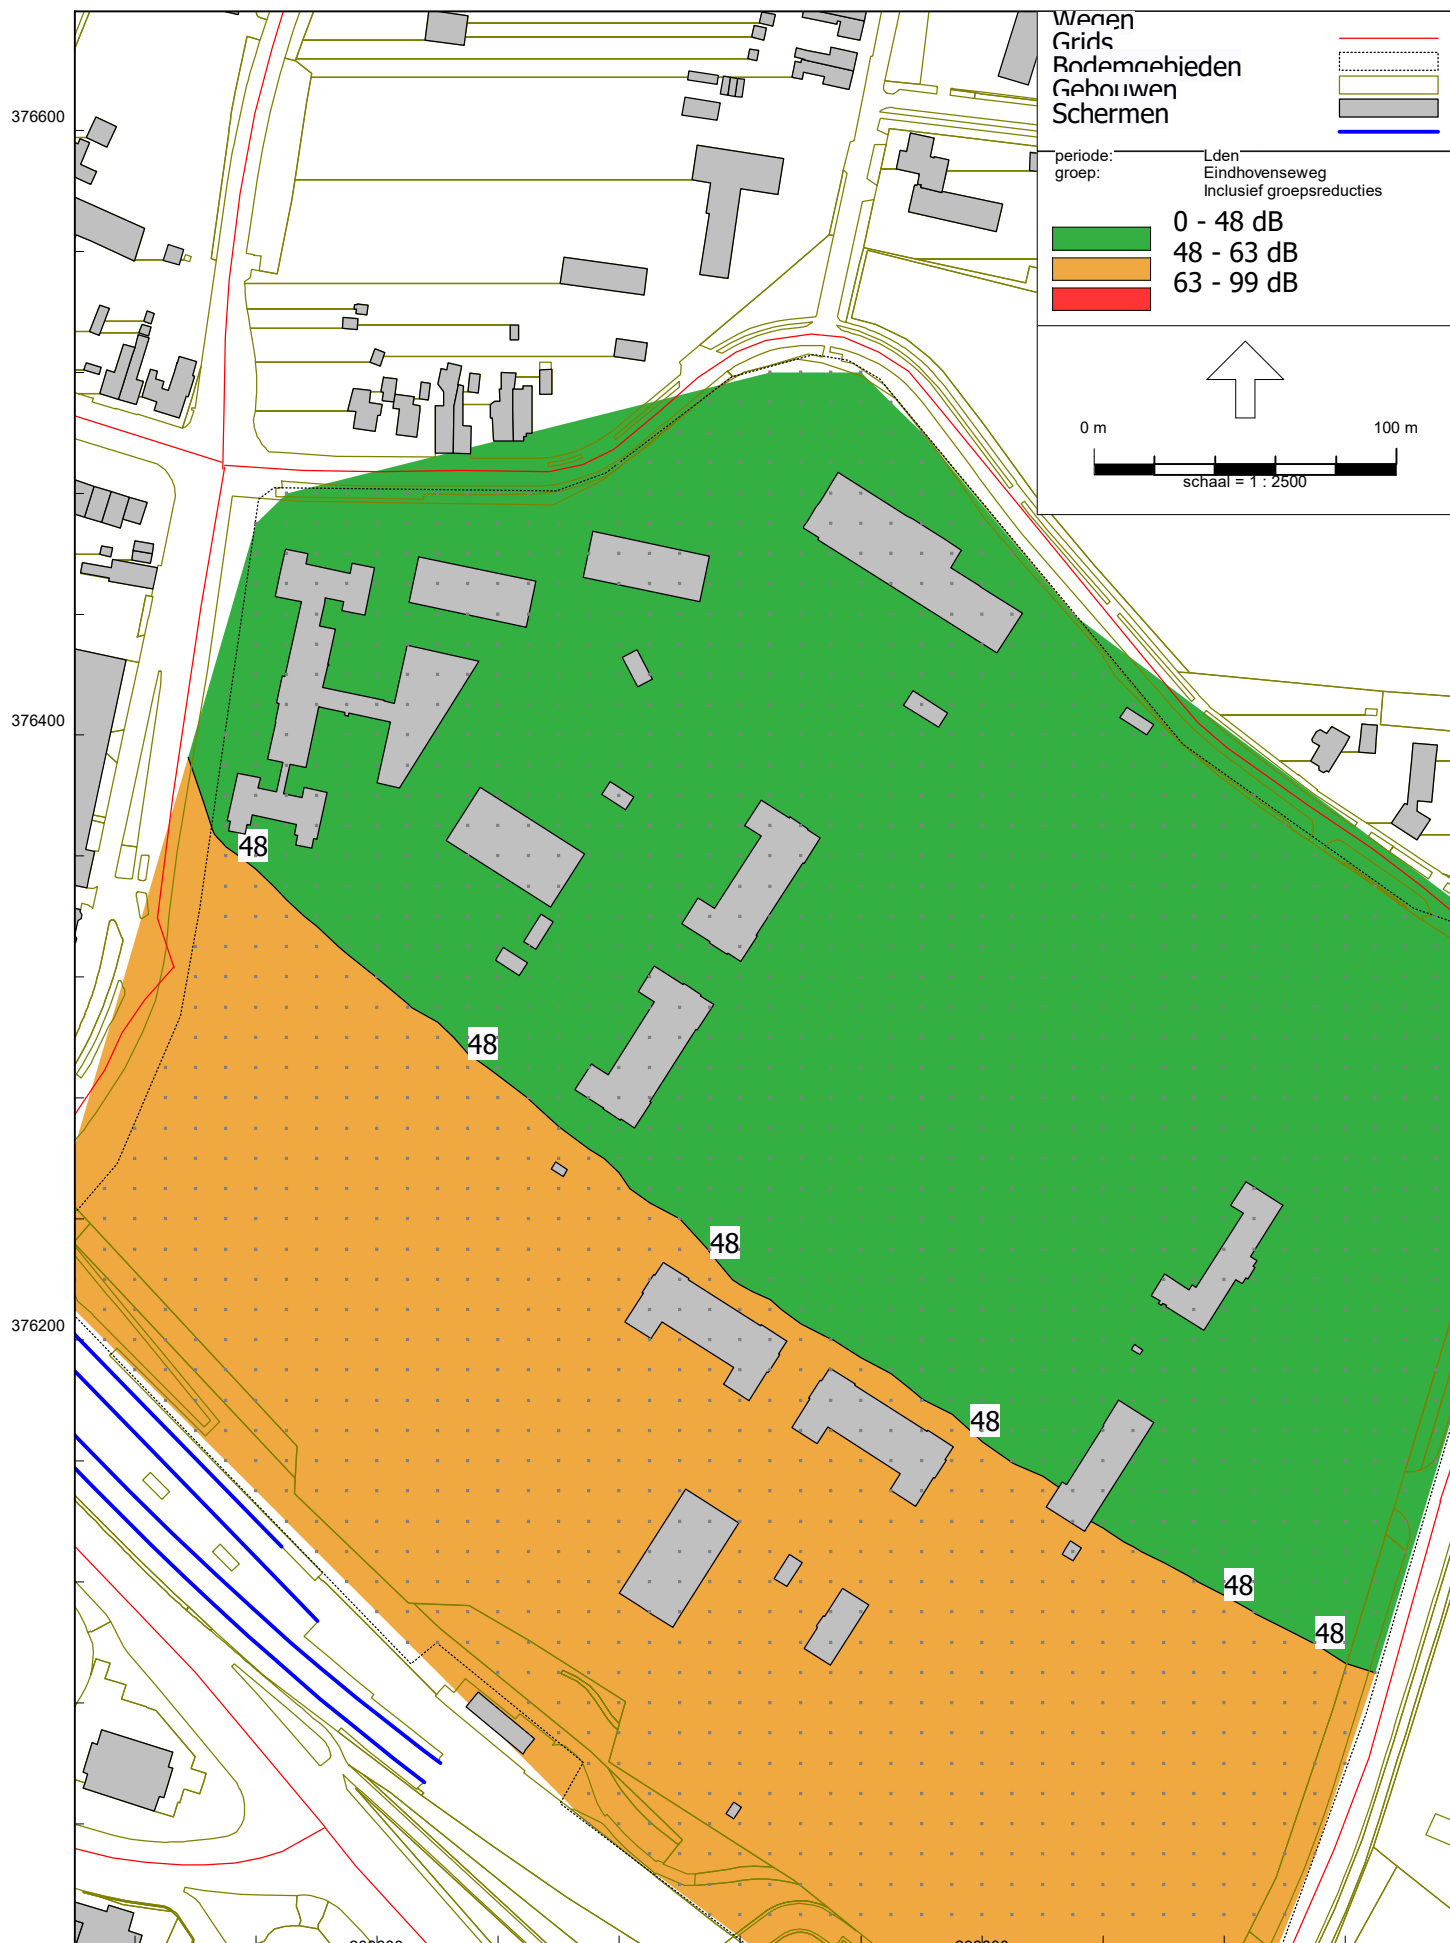 Wegen
Grids
Bodemgebieden
Gebouwen
Schermen
periode: Lden
groep: Eindhovenseweg
Inclusief groepsreducties
0 - 48 dB
48 - 63 dB
63 - 99 dB
0 m 100 m
schaal = 1 : 2500
376600
376400
376200
48
48
48
48
48
48